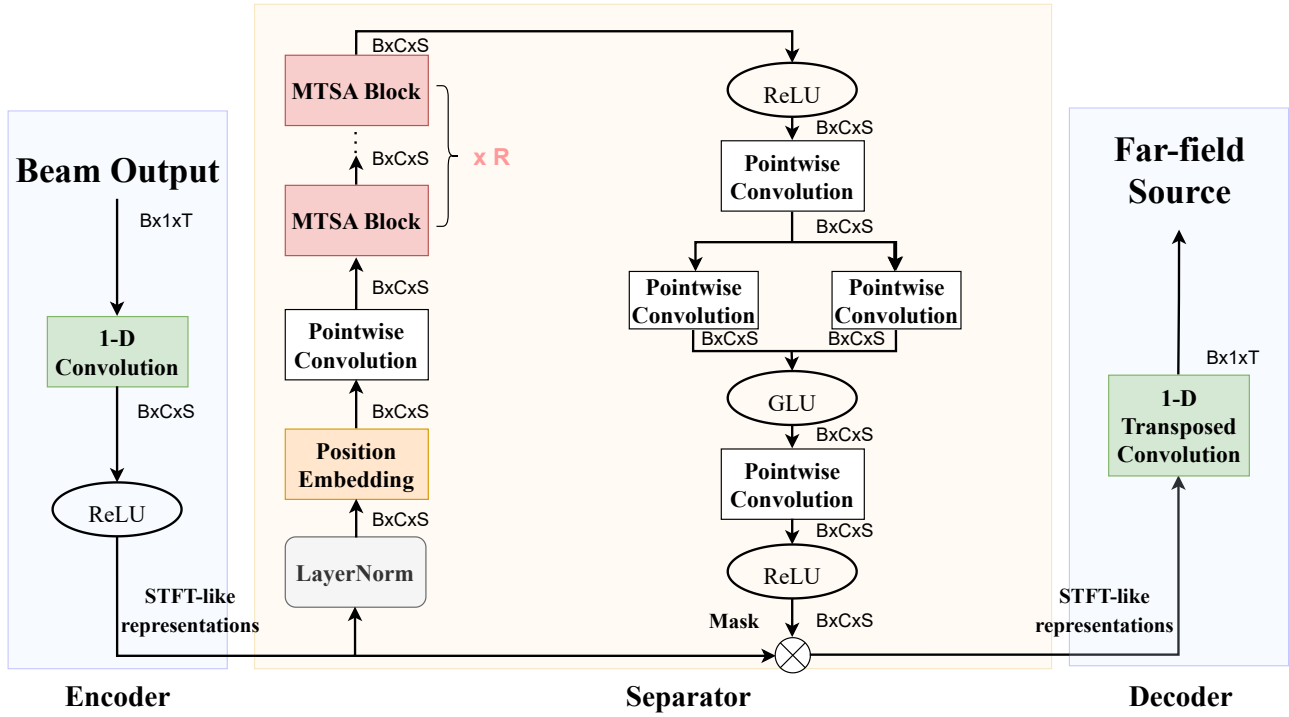 Beam Output
Bx1xT
1-D
Convolution
BxCxS
ReLU
STFT-like
representations
Encoder
LayerNorm
BxCxS
Position
Embedding
BxCxS
Pointwise
Convolution
BxCxS
MTSA Block
BxCxS
MTSA Block
x R
BxCxS
ReLU
BxCxS
Pointwise
Convolution
BxCxS
Pointwise
Convolution
BxCxS
Pointwise
Convolution
BxCxS
GLU
BxCxS
Pointwise
Convolution
BxCxS
ReLU
Mask
BxCxS
Separator
STFT-like
representations
1-D
Transposed
Convolution
Bx1xT
Far-field
Source
Decoder